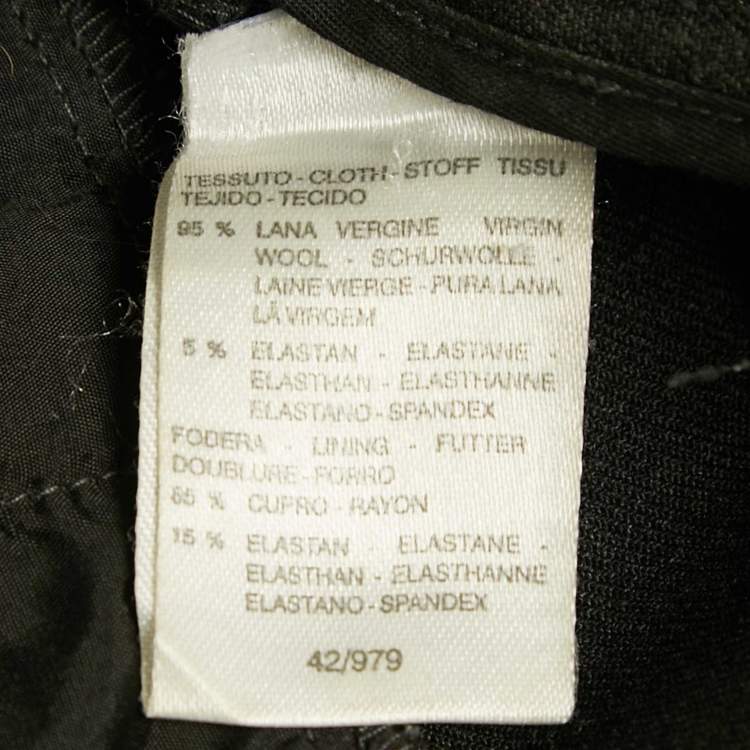 TESSUTO - CLOTH - STOFF TISSU
TEJIDO - TECIDO
95 % LANA VERGINE VIRGIN
WOOL - SCHURWOLLE -
LAINE VIERGE - PURA LANA
LÃ VIRGEM
5 % ELASTAN - ELASTANE -
ELASTHAN - ELASTHANNE
ELASTANO - SPANDEX
FODERA - LINING - FUTTER
DOUBLURE - FORRO
85 % CUPRO - RAYON
15 % ELASTAN - ELASTANE -
ELASTHAN - ELASTHANNE
ELASTANO - SPANDEX
42/979